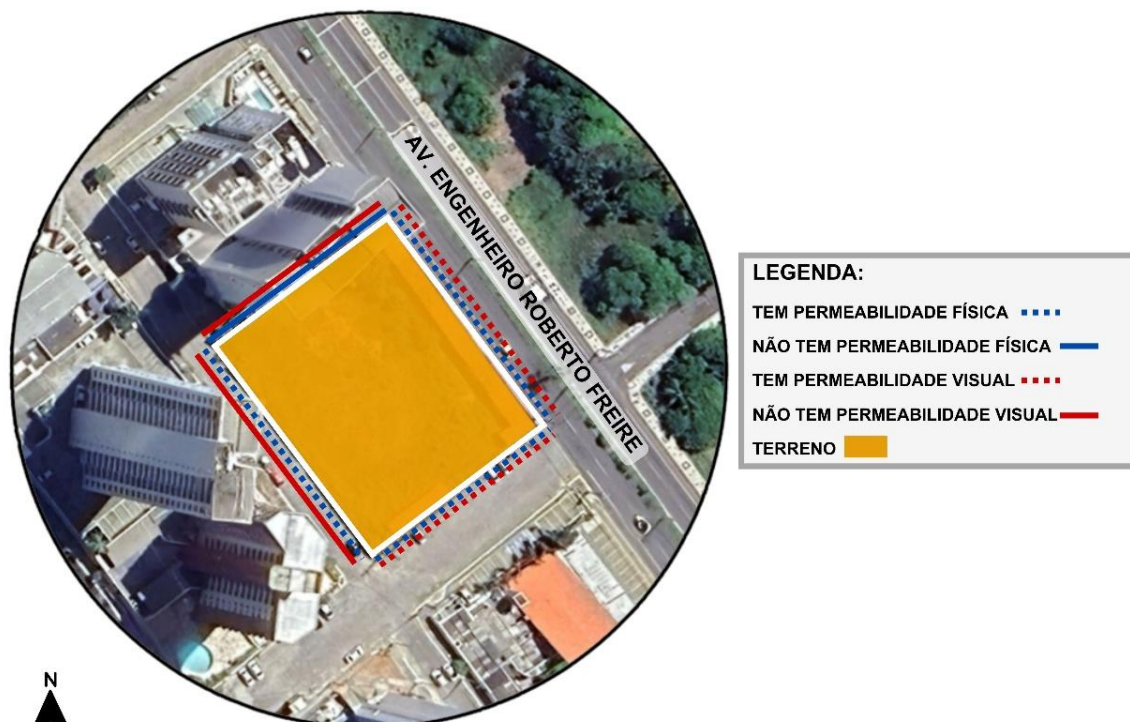 AV. ENGENHEIRO ROBERTO FREIRE
LEGENDA:
TEM PERMEABILIDADE FÍSICA
NÃO TEM PERMEABILIDADE FÍSICA
TEM PERMEABILIDADE VISUAL
NÃO TEM PERMEABILIDADE VISUAL
TERRENO
N